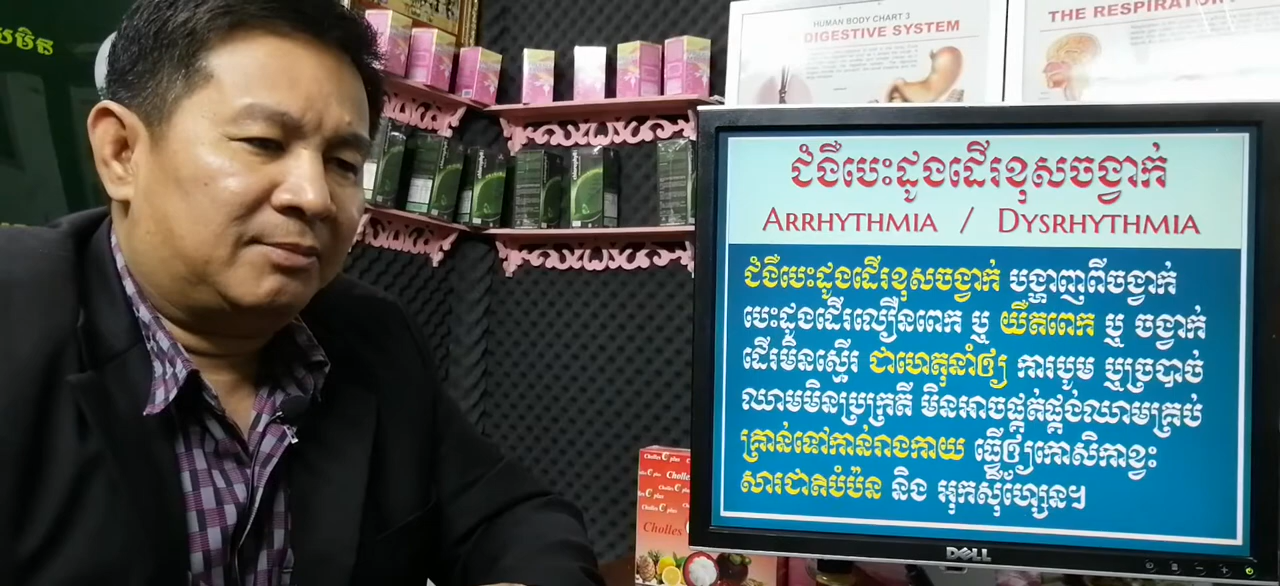 HUMAN BODY CHART 3
DIGESTIVE SYSTEM
THE RESPIRATORY
ជំងឺបេះដូងដើរខុសចង្វាក់
ARRHYTHMIA / DYSRHYTHMIA
ជំងឺបេះដូងដើរខុសចង្វាក់ បង្ហាញពីចង្វាក់
បេះដូងដើរលឿនពេក ឬ យឺតពេក ឬ ចង្វាក់
ដើរមិនស្មើរ ជាហេតុនាំឲ្យ ការបូម ឬច្របាច់
ឈាមមិនប្រក្រតី មិនអាចផ្គត់ផ្គង់ឈាមគ្រប់
គ្រាន់ទៅកាន់រាងកាយ ធ្វើឲ្យកោសិកាខ្វះ
សារជាតិបំប៉ន និង អុកស៊ីហ្សែន។
Cholles C plus
Cholles
DELL